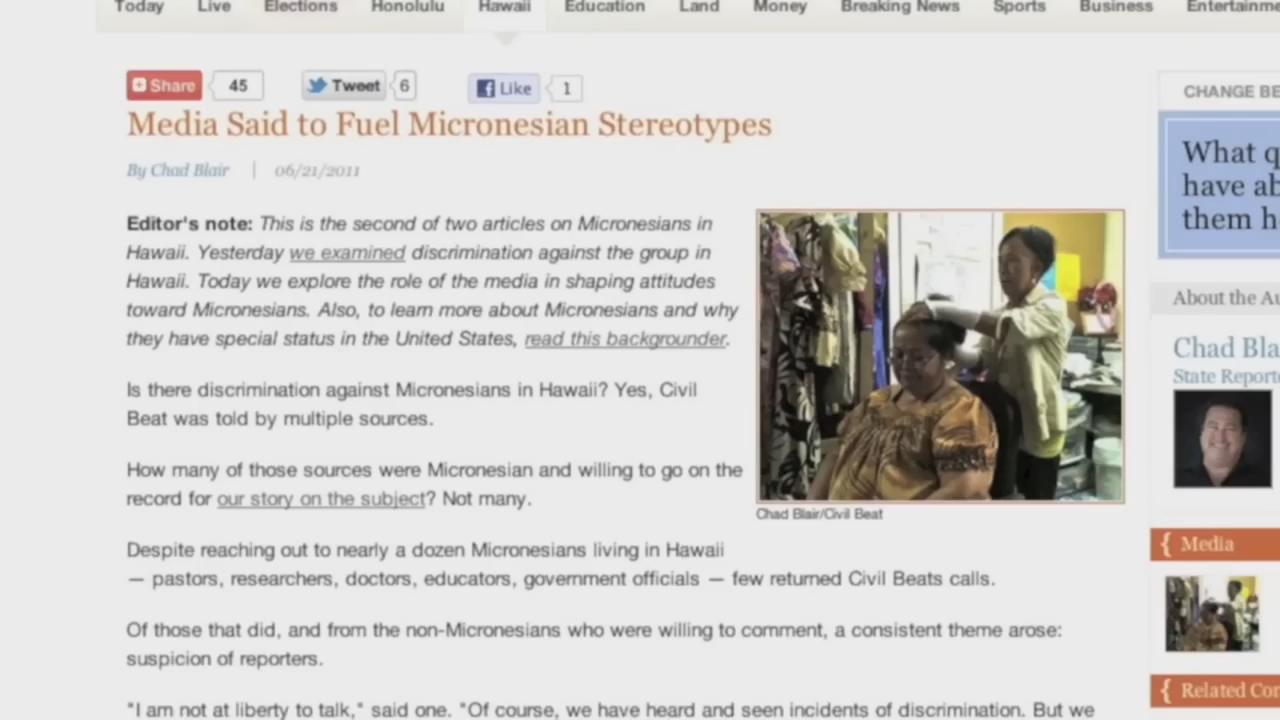 Today Live Elections Honolulu Hawaii Education Land Money Breaking News Sports Business
Share 45 Tweet 6 Like 1
Media Said to Fuel Micronesian Stereotypes
By Chad Blair | 06/21/2011
Editor's note: This is the second of two articles on Micronesians in
Hawaii. Yesterday we examined discrimination against the group in
Hawaii. Today we explore the role of the media in shaping attitudes
toward Micronesians. Also, to learn more about Micronesians and why
they have special status in the United States, read this backgrounder.
Is there discrimination against Micronesians in Hawaii? Yes, Civil
Beat was told by multiple sources.
How many of those sources were Micronesian and willing to go on the
record for our story on the subject? Not many.
Despite reaching out to nearly a dozen Micronesians living in Hawaii
— pastors, researchers, doctors, educators, government officials — few returned Civil Beats calls.
Of those that did, and from the non-Micronesians who were willing to comment, a consistent theme arose:
suspicion of reporters.
"I am not at liberty to talk," said one. "Of course, we have heard and seen incidents of discrimination. But we
Chad Blair/Civil Beat
CHANGE
What
have
them
About the
Chad
State
{ Media
{ Related